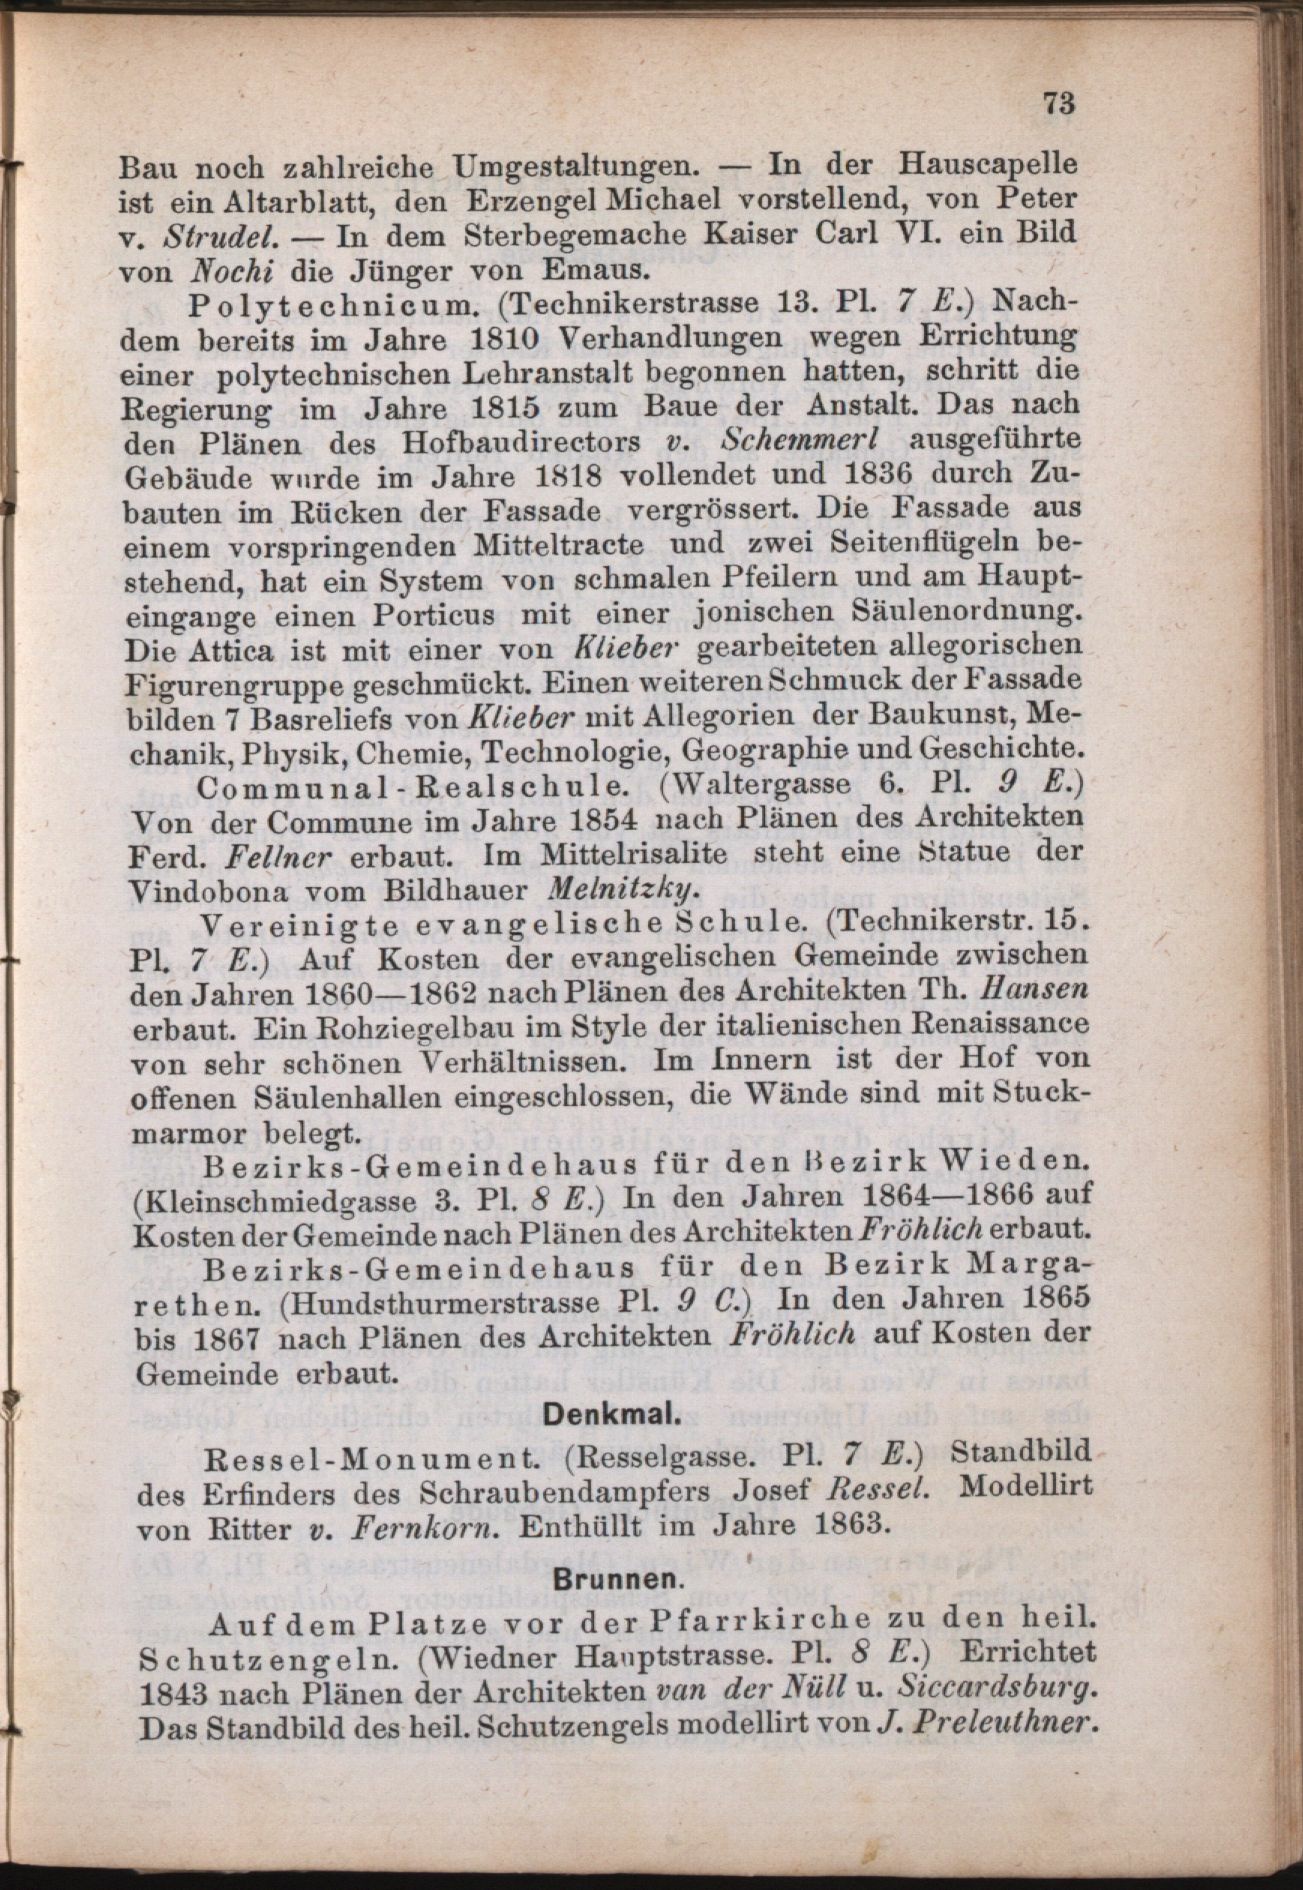 73
Bau noch zahlreiche Umgestaltungen. — In der Hauscapelle
ist ein Altarblatt, den Erzengel Michael vorstellend, von Peter
v. Strudel. — In dem Sterbegemache Kaiser Carl VI. ein Bild
von Nochi die Jünger von Emaus.
Polytechnicum. (Technikerstrasse 13. Pl. 7 E.) Nach-
dem bereits im Jahre 1810 Verhandlungen wegen Errichtung
einer polytechnischen Lehranstalt begonnen hatten, schritt die
Regierung im Jahre 1815 zum Baue der Anstalt. Das nach
den Plänen des Hofbaudirectors v. Schemmerl ausgeführte
Gebäude wurde im Jahre 1818 vollendet und 1836 durch Zu-
bauten im Rücken der Fassade vergrössert. Die Fassade aus
einem vorspringenden Mitteltracte und zwei Seitenflügeln be-
stehend, hat ein System von schmalen Pfeilern und am Haupt-
eingange einen Porticus mit einer jonischen Säulenordnung.
Die Attica ist mit einer von Klieber gearbeiteten allegorischen
Figurengruppe geschmückt. Einen weiteren Schmuck der Fassade
bilden 7 Basreliefs von Klieber mit Allegorien der Baukunst, Me-
chanik, Physik, Chemie, Technologie, Geographie und Geschichte.
Communal-Realschule. (Waltergasse 6. Pl. 9 E.)
Von der Commune im Jahre 1854 nach Plänen des Architekten
Ferd. Fellner erbaut. Im Mittelrisalite steht eine Statue der
Vindobona vom Bildhauer Melnitzky.
Vereinigte evangelische Schule. (Technikerstr. 15.
Pl. 7 E.) Auf Kosten der evangelischen Gemeinde zwischen
den Jahren 1860—1862 nach Plänen des Architekten Th. Hansen
erbaut. Ein Rohziegelbau im Style der italienischen Renaissance
von sehr schönen Verhältnissen. Im Innern ist der Hof von
offenen Säulenhallen eingeschlossen, die Wände sind mit Stuck-
marmor belegt.
Bezirks-Gemeindehaus für den Bezirk Wieden.
(Kleinschmiedgasse 3. Pl. 8 E.) In den Jahren 1864—1866 auf
Kosten der Gemeinde nach Plänen des Architekten Fröhlich erbaut.
Bezirks-Gemeindehaus für den Bezirk Marga-
rethen. (Hundsthurmerstrasse Pl. 9 C.) In den Jahren 1865
bis 1867 nach Plänen des Architekten Fröhlich auf Kosten der
Gemeinde erbaut.
Denkmal.
Ressel-Monument. (Resselgasse. Pl. 7 E.) Standbild
des Erfinders des Schraubendampfers Josef Ressel. Modellirt
von Ritter v. Fernkorn. Enthüllt im Jahre 1863.
Brunnen.
Auf dem Platze vor der Pfarrkirche zu den heil.
Schutzengeln. (Wiedner Hauptstrasse. Pl. 8 E.) Errichtet
1843 nach Plänen der Architekten van der Nüll u. Siccardsburg.
Das Standbild des heil. Schutzengels modellirt von J. Preleuthner.